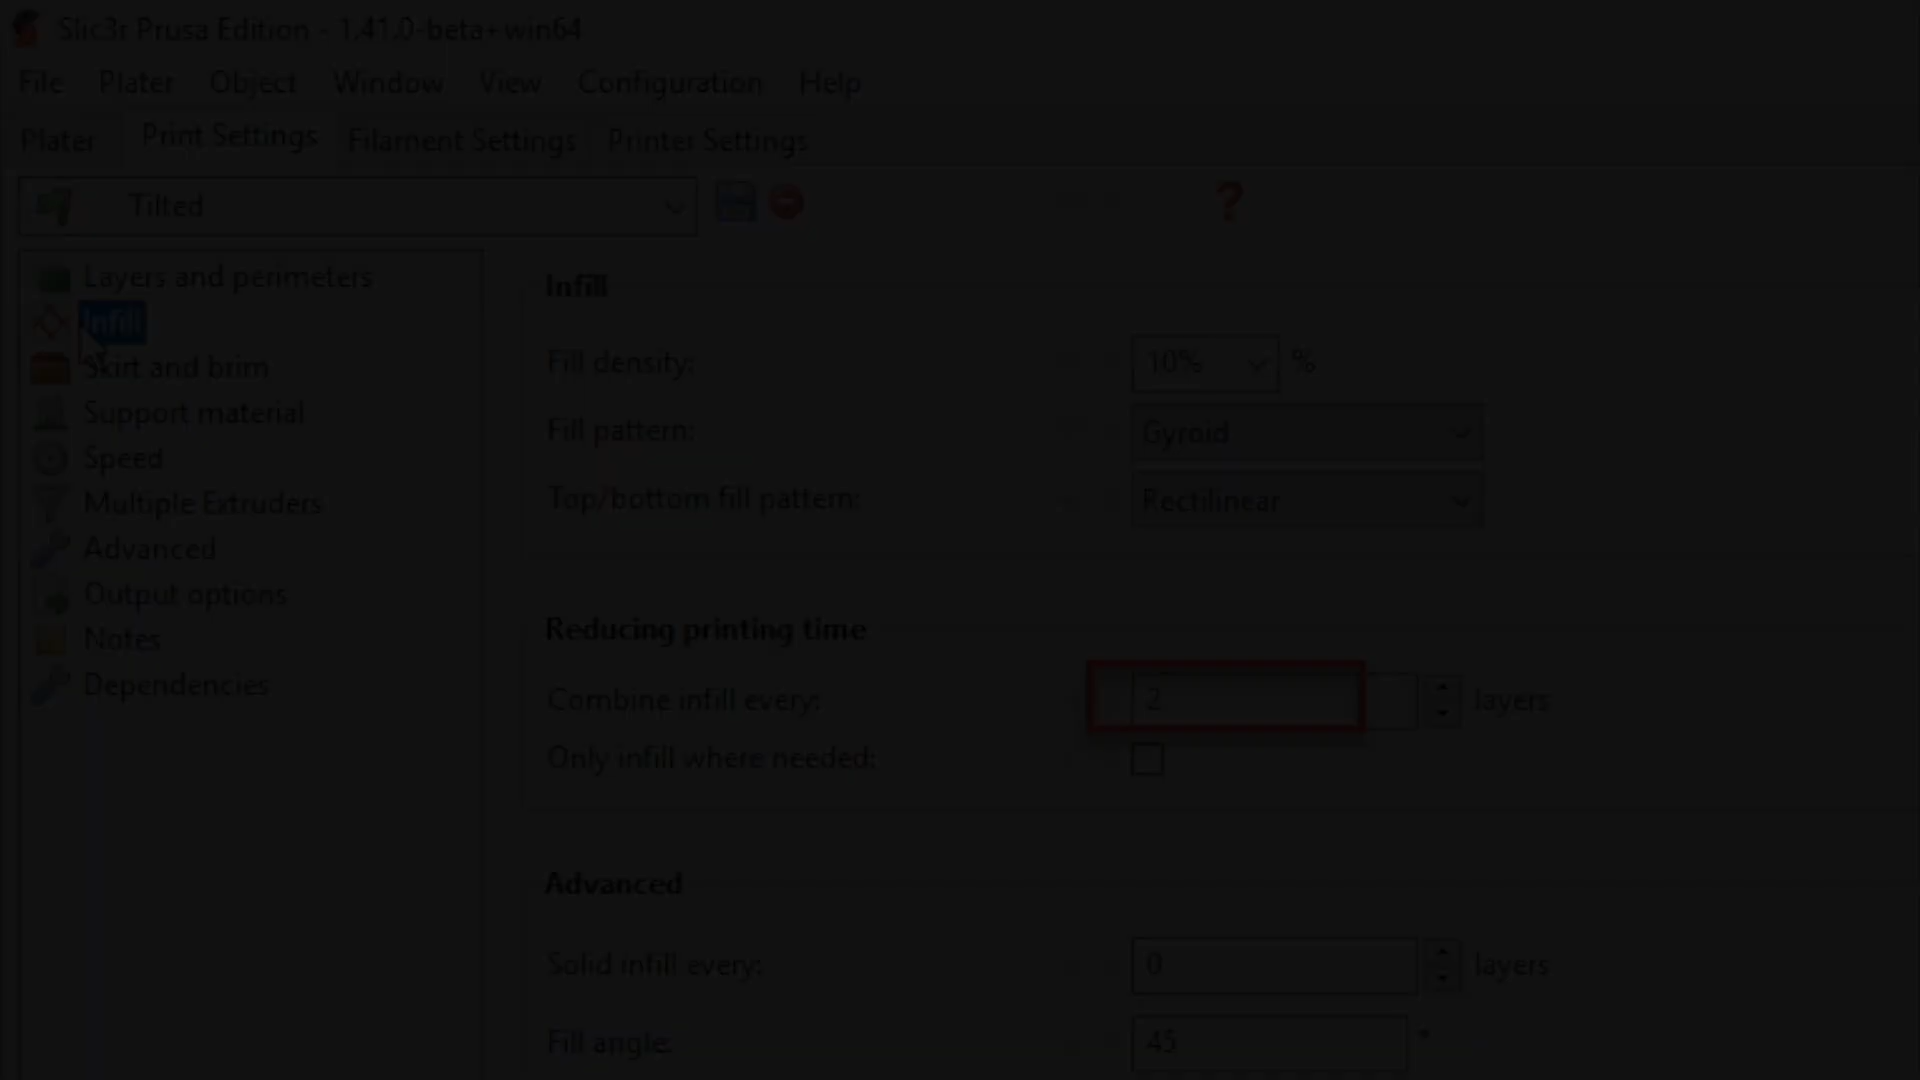 Slic3r Prusa Edition - 1.41.0-beta+win64
File Plater Object Window View Configuration Help
Plater Print Settings Filament Settings Printer Settings
Tilted
?
Layers and perimeters
Infill
Skirt and brim
Support material
Speed
Multiple Extruders
Advanced
Output options
Notes
Dependencies
Infill
Fill density: 10% %
Fill pattern: Gyroid
Top/bottom fill pattern: Rectilinear
Reducing printing time
Combine infill every: 2 layers
Only infill where needed:
Advanced
Solid infill every: 0 layers
Fill angle: 45 °